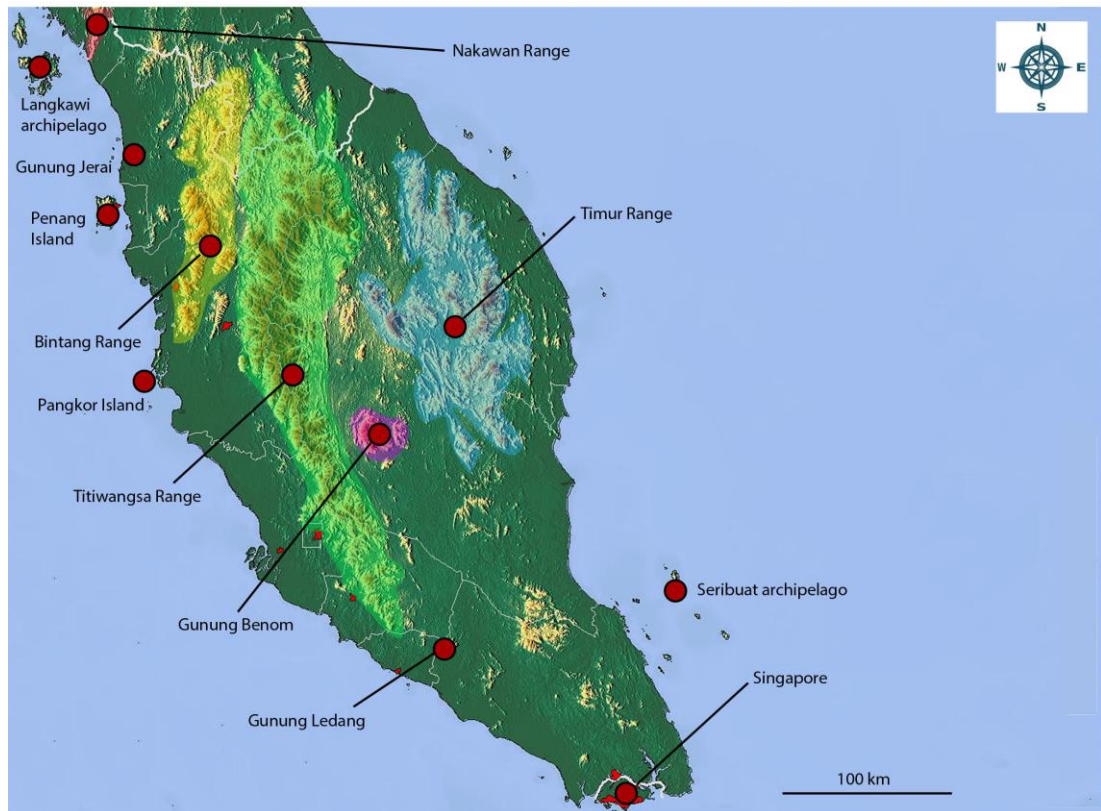 Nakawan Range
N
W
E
S
Langkawi
archipelago
Gunung Jerai
Penang
Island
Timur Range
Bintang Range
Pangkor Island
Titiwangsa Range
Seribuat archipelago
Gunung Benom
Singapore
Gunung Ledang
100 km